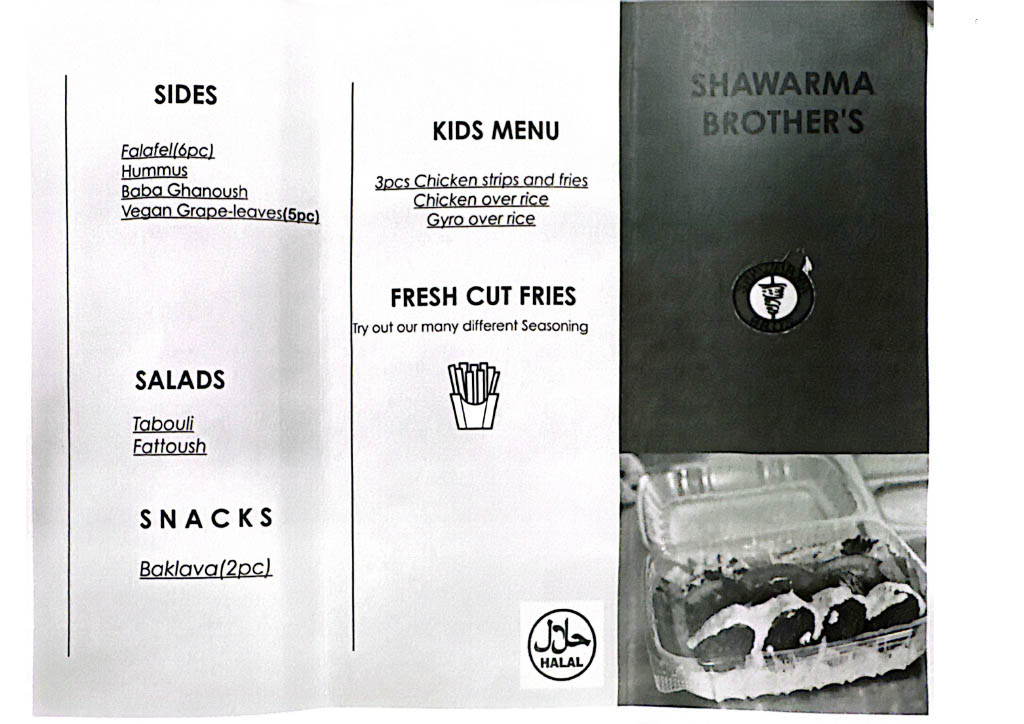 SIDES
Falafel(6pc)
Hummus
Baba Ghanoush
Vegan Grape-leaves(5pc)
SALADS
Tabouli
Fattoush
SNACKS
Baklava(2pc)
KIDS MENU
3pcs Chicken strips and fries
Chicken over rice
Gyro over rice
FRESH CUT FRIES
Try out our many different Seasoning
حلال
HALAL
SHAWARMA
BROTHER'S